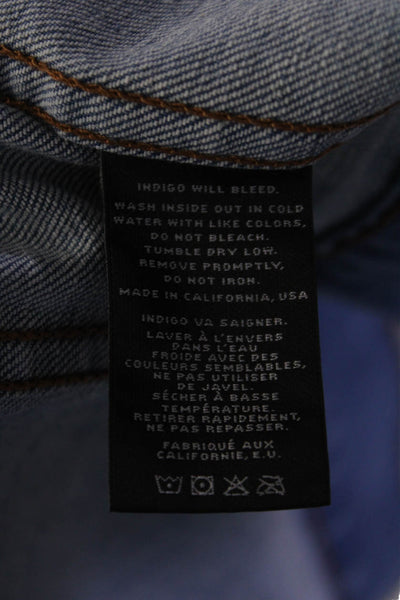 INDIGO WILL BLEED.
WASH INSIDE OUT IN COLD
WATER WITH LIKE COLORS,
DO NOT BLEACH.
TUMBLE DRY LOW.
REMOVE PROMPTLY,
DO NOT IRON.
MADE IN CALIFORNIA, USA
INDIGO VA SAIGNER.
LAVER À L'ENVERS
DANS L'EAU
FROIDE AVEC DES
COULEURS SEMBLABLES,
NE PAS UTILISER
DE JAVEL.
SÉCHER À BASSE
TEMPÉRATURE.
RETIRER RAPIDEMENT,
NE PAS REPASSER.
FABRIQUÉ AUX
CALIFORNIE, E.U.